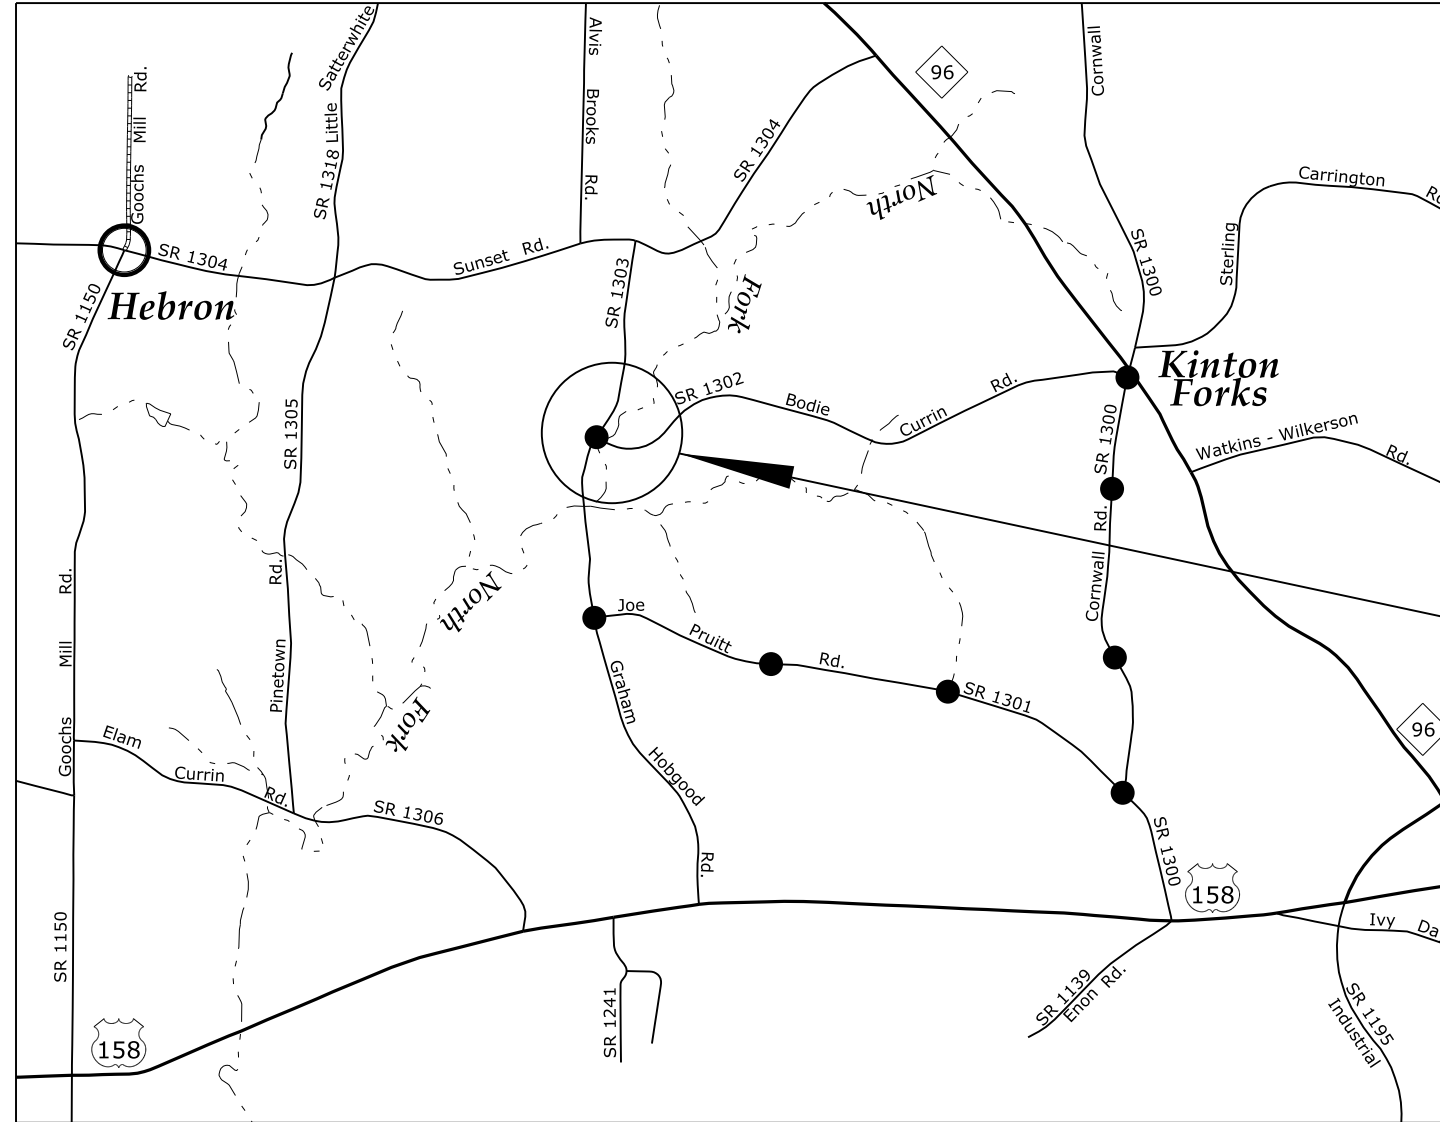 Goochs Mill Rd.
SR 1318 Little Satterwhite
Alvis Brooks Rd.
SR 1304
96
Cornwall
North
Carrington
SR 1304
Sunset Rd.
SR 1303
Fork
SR 1300
Sterling
SR 1150
Hebron
Kinton
Forks
SR 1302
Bodie
Currin
Rd.
SR 1305
SR 1300
Watkins - Wilkerson
Rd.
Rd.
Cornwall
Goochs Mill Rd.
Pinetown Rd.
North
Joe
Pruitt
Rd.
SR 1301
Graham
Hobgood
Rd.
Fork
96
Elam
Currin
Rd.
SR 1306
SR 1300
158
SR 1150
158
SR 1241
SR 1139
Enon Rd.
Ivy Da
SR 1195
Industrial